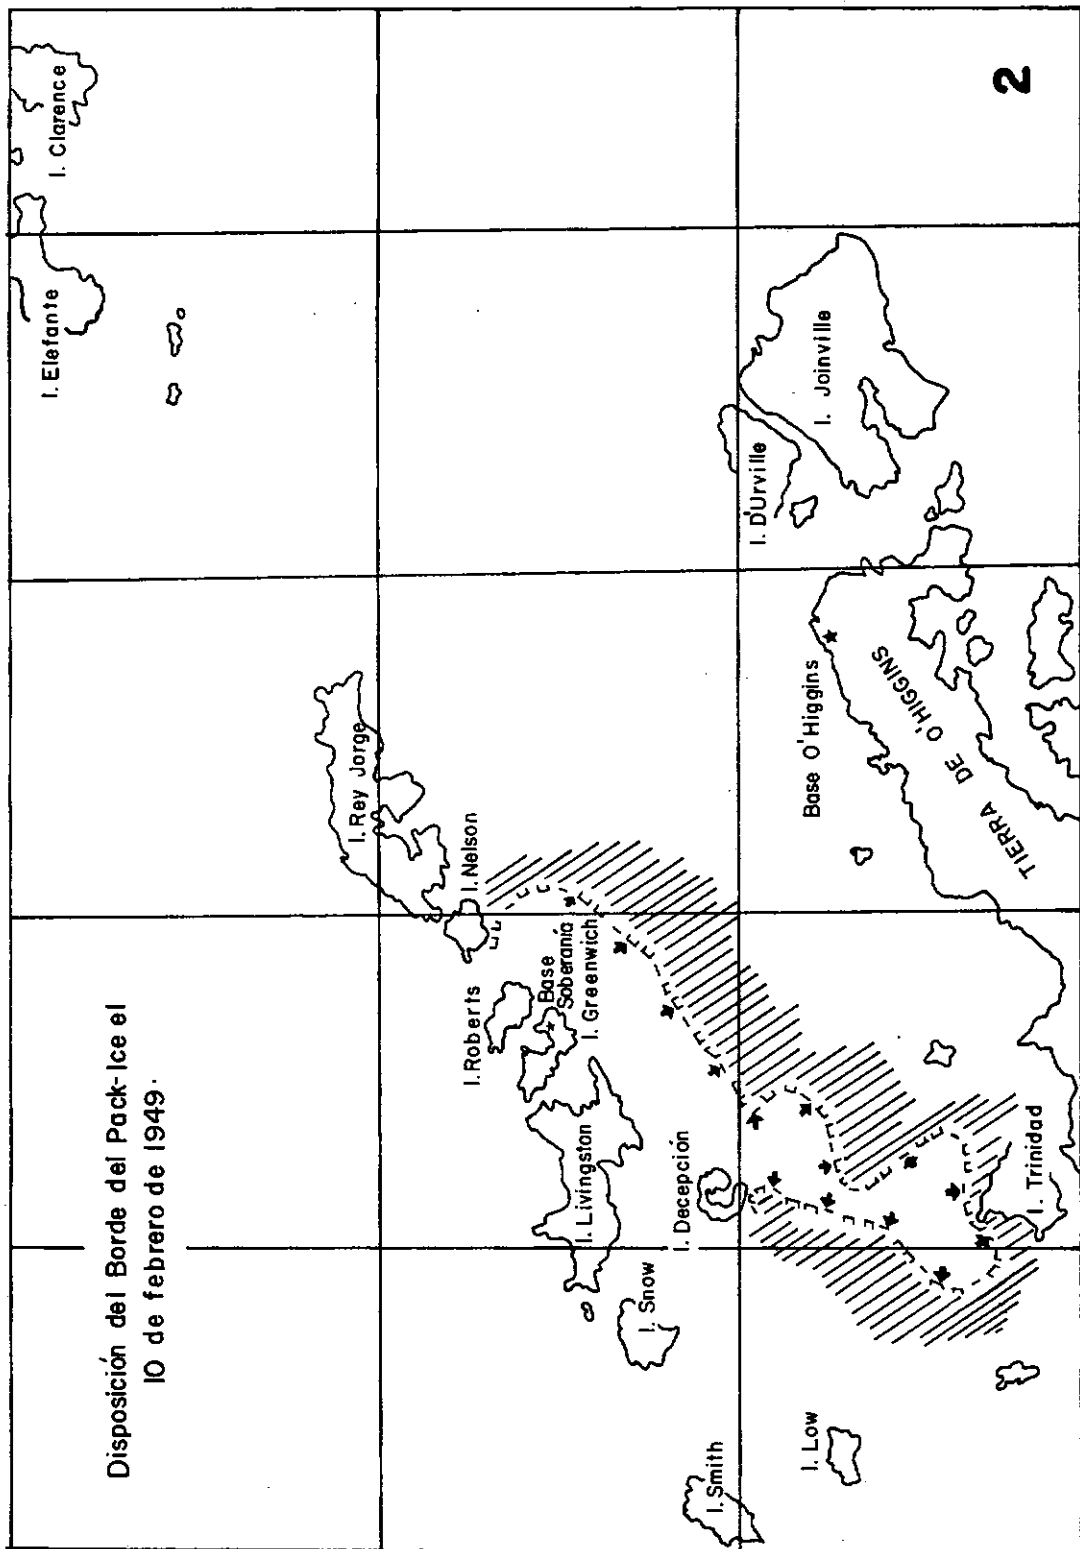 Disposición del Borde del Pack-Ice el
10 de febrero de 1949.
I. Elefante
I. Clarence
I. Rey Jorge
I. Nelson
I. Roberts
Base
Soberanía
I. Greenwich
I. Livingston
I. Snow
I. Decepción
I. Smith
I. Low
I. Trinidad
I. D'Urville
I. Joinville
Base O'Higgins
TIERRA DE O'HIGGINS
2